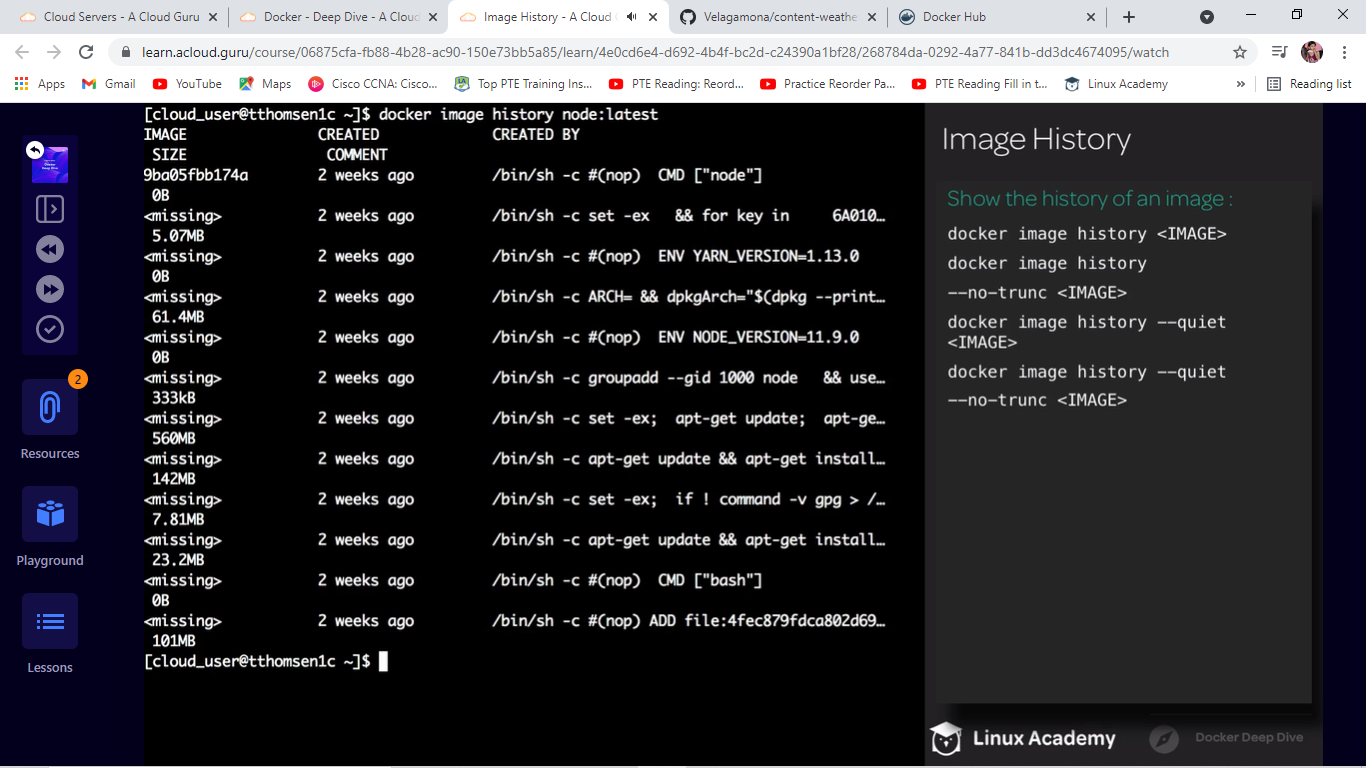 Cloud Servers - A Cloud Guru
Docker - Deep Dive - A Cloud
Image History - A Cloud
Velagamona/content-weathe
Docker Hub
learn.acloud.guru/course/06875cfa-fb88-4b28-ac90-150e73bb5a85/learn/4e0cd6e4-d692-4b4f-bc2d-c24390a1bf28/268784da-0292-4a77-841b-dd3dc4674095/watch
Apps
Gmail
YouTube
Maps
Cisco CCNA: Cisco...
Top PTE Training Ins...
PTE Reading: Reord...
Practice Reorder Pa...
PTE Reading Fill in t...
Linux Academy
»
Reading list
Docker
Deep Dive
2
Resources
Playground
Lessons
[cloud_user@tthomsen1c ~]$ docker image history node:latest
IMAGE CREATED CREATED BY
SIZE COMMENT
9ba05fbb174a 2 weeks ago /bin/sh -c #(nop)  CMD ["node"]
0B
<missing> 2 weeks ago /bin/sh -c set -ex   && for key in     6A010…
5.07MB
<missing> 2 weeks ago /bin/sh -c #(nop)  ENV YARN_VERSION=1.13.0
0B
<missing> 2 weeks ago /bin/sh -c ARCH= && dpkgArch="$(dpkg --print…
61.4MB
<missing> 2 weeks ago /bin/sh -c #(nop)  ENV NODE_VERSION=11.9.0
0B
<missing> 2 weeks ago /bin/sh -c groupadd --gid 1000 node   && use…
333kB
<missing> 2 weeks ago /bin/sh -c set -ex;  apt-get update;  apt-ge…
560MB
<missing> 2 weeks ago /bin/sh -c apt-get update && apt-get install…
142MB
<missing> 2 weeks ago /bin/sh -c set -ex;  if ! command -v gpg > /…
7.81MB
<missing> 2 weeks ago /bin/sh -c apt-get update && apt-get install…
23.2MB
<missing> 2 weeks ago /bin/sh -c #(nop)  CMD ["bash"]
0B
<missing> 2 weeks ago /bin/sh -c #(nop) ADD file:4fec879fdca802d69…
101MB
[cloud_user@tthomsen1c ~]$
Image History
Show the history of an image :
docker image history <IMAGE>
docker image history
--no-trunc <IMAGE>
docker image history --quiet
<IMAGE>
docker image history --quiet
--no-trunc <IMAGE>
Linux Academy
Docker Deep Dive